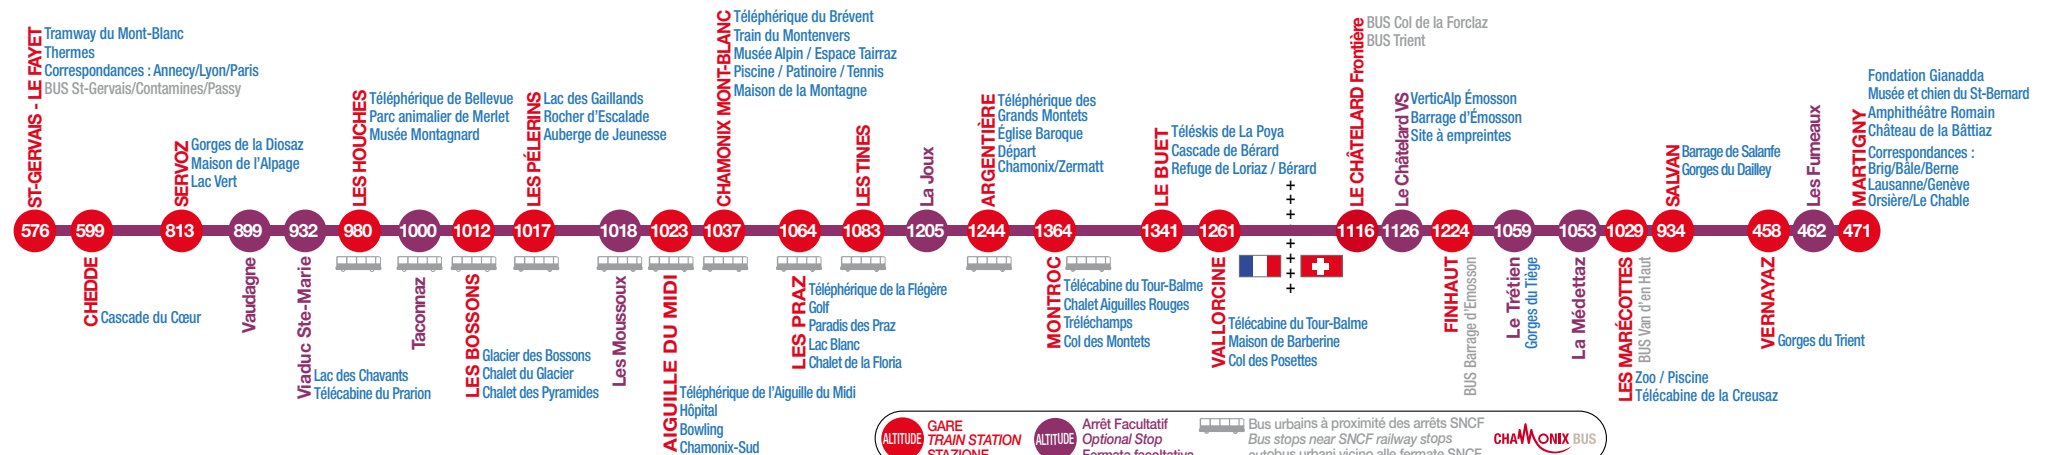 ST-GERVAIS - LE FAYET
Tramway du Mont-Blanc
Thermes
Correspondances : Annecy/Lyon/Paris
BUS St-Gervais/Contamines/Passy
576
599
CHEDDE
Cascade du Cœur
SERVOZ
Gorges de la Diosaz
Maison de l'Alpage
Lac Vert
813
899
Vaudagne
932
Viaduc Ste-Marie
Lac des Chavants
Télécabine du Prarion
LES HOUCHES
Téléphérique de Bellevue
Parc animalier de Merlet
Musée Montagnard
980
1000
Taconnaz
1012
LES BOSSONS
Glacier des Bossons
Chalet du Glacier
Chalet des Pyramides
LES PÉLERINS
Lac des Gaillands
Rocher d'Escalade
Auberge de Jeunesse
1017
1018
Les Moussoux
1023
AIGUILLE DU MIDI
Téléphérique de l'Aiguille du Midi
Hôpital
Bowling
Chamonix-Sud
CHAMONIX MONT-BLANC
Téléphérique du Brévent
Train du Montenvers
Musée Alpin / Espace Tairraz
Piscine / Patinoire / Tennis
Maison de la Montagne
1037
1064
LES PRAZ
Téléphérique de la Flégère
Golf
Paradis des Praz
Lac Blanc
Chalet de la Floria
LES TINES
1083
La Joux
1205
ARGENTIÈRE
Téléphérique des
Grands Montets
Église Baroque
Départ
Chamonix/Zermatt
1244
1364
MONTROC
Télécabine du Tour-Balme
Chalet Aiguilles Rouges
Tréléchamps
Col des Montets
LE BUET
Téléskis de La Poya
Cascade de Bérard
Refuge de Loriaz / Bérard
1341
1261
VALLORCINE
Télécabine du Tour-Balme
Maison de Barberine
Col des Posettes
LE CHÂTELARD Frontière
BUS Col de la Forclaz
BUS Trient
1116
Le Châtelard VS
VerticAlp Émosson
Barrage d'Émosson
Site à empreintes
1126
1224
FINHAUT
BUS Barrage d'Emosson
1059
Le Trétien
Gorges du Tiège
1053
La Médettaz
1029
LES MARÉCOTTES
BUS Van d'en Haut
Zoo / Piscine
Télécabine de la Creusaz
SALVAN
Barrage de Salanfe
Gorges du Dailley
934
458
VERNAYAZ
Gorges du Trient
Les Fumeaux
462
MARTIGNY
Fondation Gianadda
Musée et chien du St-Bernard
Amphithéâtre Romain
Château de la Bâttiaz
Correspondances :
Brig/Bâle/Berne
Lausanne/Genève
Orsière/Le Chable
471
ALTITUDE
GARE
TRAIN STATION
STAZIONE
ALTITUDE
Arrêt Facultatif
Optional Stop
Fermata facoltativa
Bus urbains à proximité des arrêts SNCF
Bus stops near SNCF railway stops
autobus urbani vicino alle fermate SNCF
CHAMONIX BUS